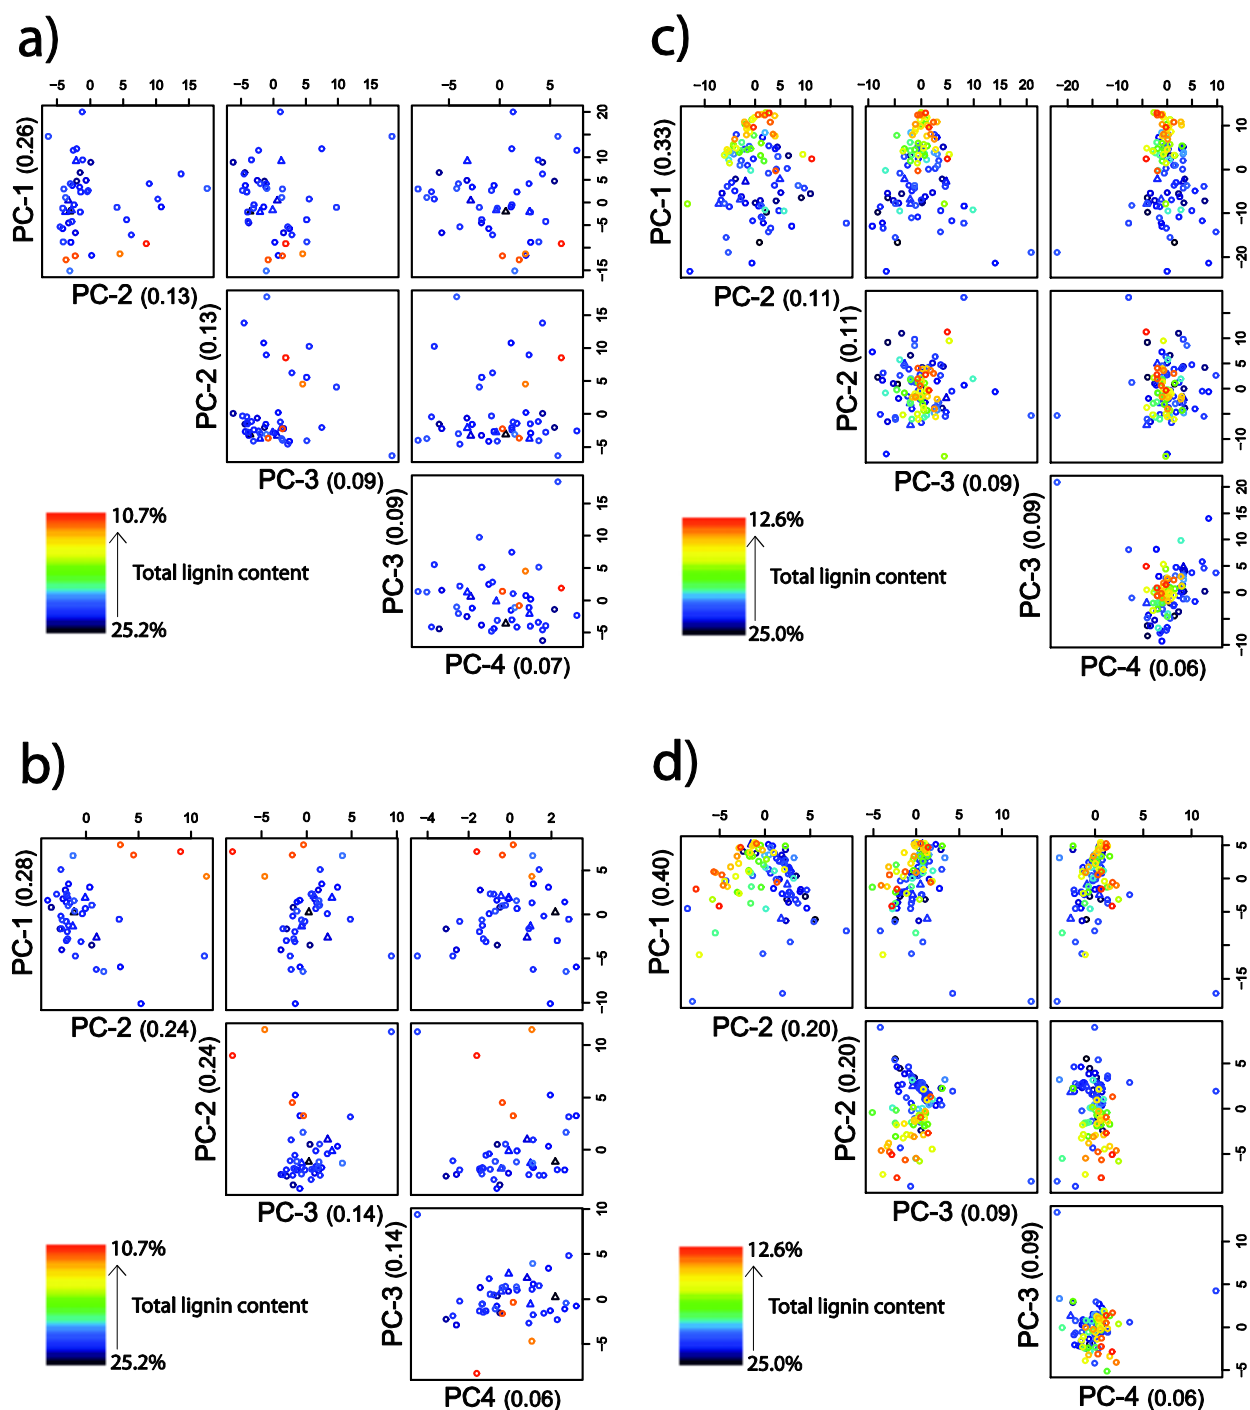 a)
−5 0 5 10 15
−5 0 5 10 15
−5 0 5
PC-1 (0.26)
20
10
5
0
−5
−15
PC-2 (0.13)
PC-2 (0.13)
15
10
5
0
−5
PC-3 (0.09)
PC-3 (0.09)
15
10
5
0
−5
PC-4 (0.07)
10.7%
Total lignin content
25.2%
c)
−10 0 5 10
−10 0 5 10 20
−20 −10 0 5 10
PC-1 (0.33)
10
0
−10
−20
PC-2 (0.11)
PC-2 (0.11)
15
10
5
0
−10
PC-3 (0.09)
PC-3 (0.09)
20
15
10
5
0
−10
PC-4 (0.06)
12.6%
Total lignin content
25.0%
b)
0 5 10
−5 0 5 10
−4 −2 0 2
PC-1 (0.28)
5
0
−5
−10
PC-2 (0.24)
PC-2 (0.24)
10
5
0
PC-3 (0.14)
PC-3 (0.14)
10
5
0
−5
PC4 (0.06)
10.7%
Total lignin content
25.2%
d)
−5 0 5
−5 0 5 10
0 5 10
PC-1 (0.40)
5
0
−5
−15
PC-2 (0.20)
PC-2 (0.20)
5
0
−5
PC-3 (0.09)
PC-3 (0.09)
10
5
0
−5
PC-4 (0.06)
12.6%
Total lignin content
25.0%